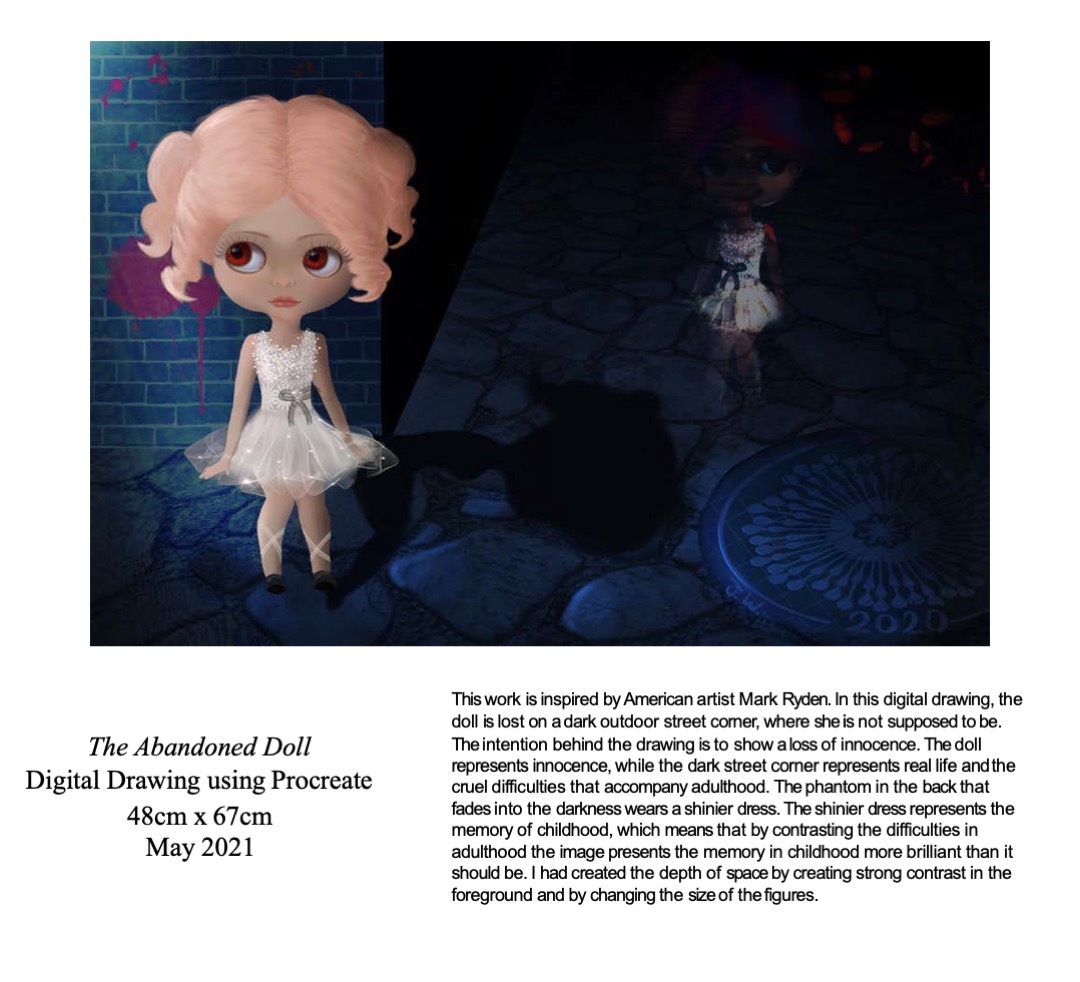 G.W.
2020
The Abandoned Doll
Digital Drawing using Procreate
48cm x 67cm
May 2021
This work is inspired by American artist Mark Ryden. In this digital drawing, the
doll is lost on a dark outdoor street corner, where she is not supposed to be.
The intention behind the drawing is to show a loss of innocence. The doll
represents innocence, while the dark street corner represents real life and the
cruel difficulties that accompany adulthood. The phantom in the back that
fades into the darkness wears a shinier dress. The shinier dress represents the
memory of childhood, which means that by contrasting the difficulties in
adulthood the image presents the memory in childhood more brilliant than it
should be. I had created the depth of space by creating strong contrast in the
foreground and by changing the size of the figures.